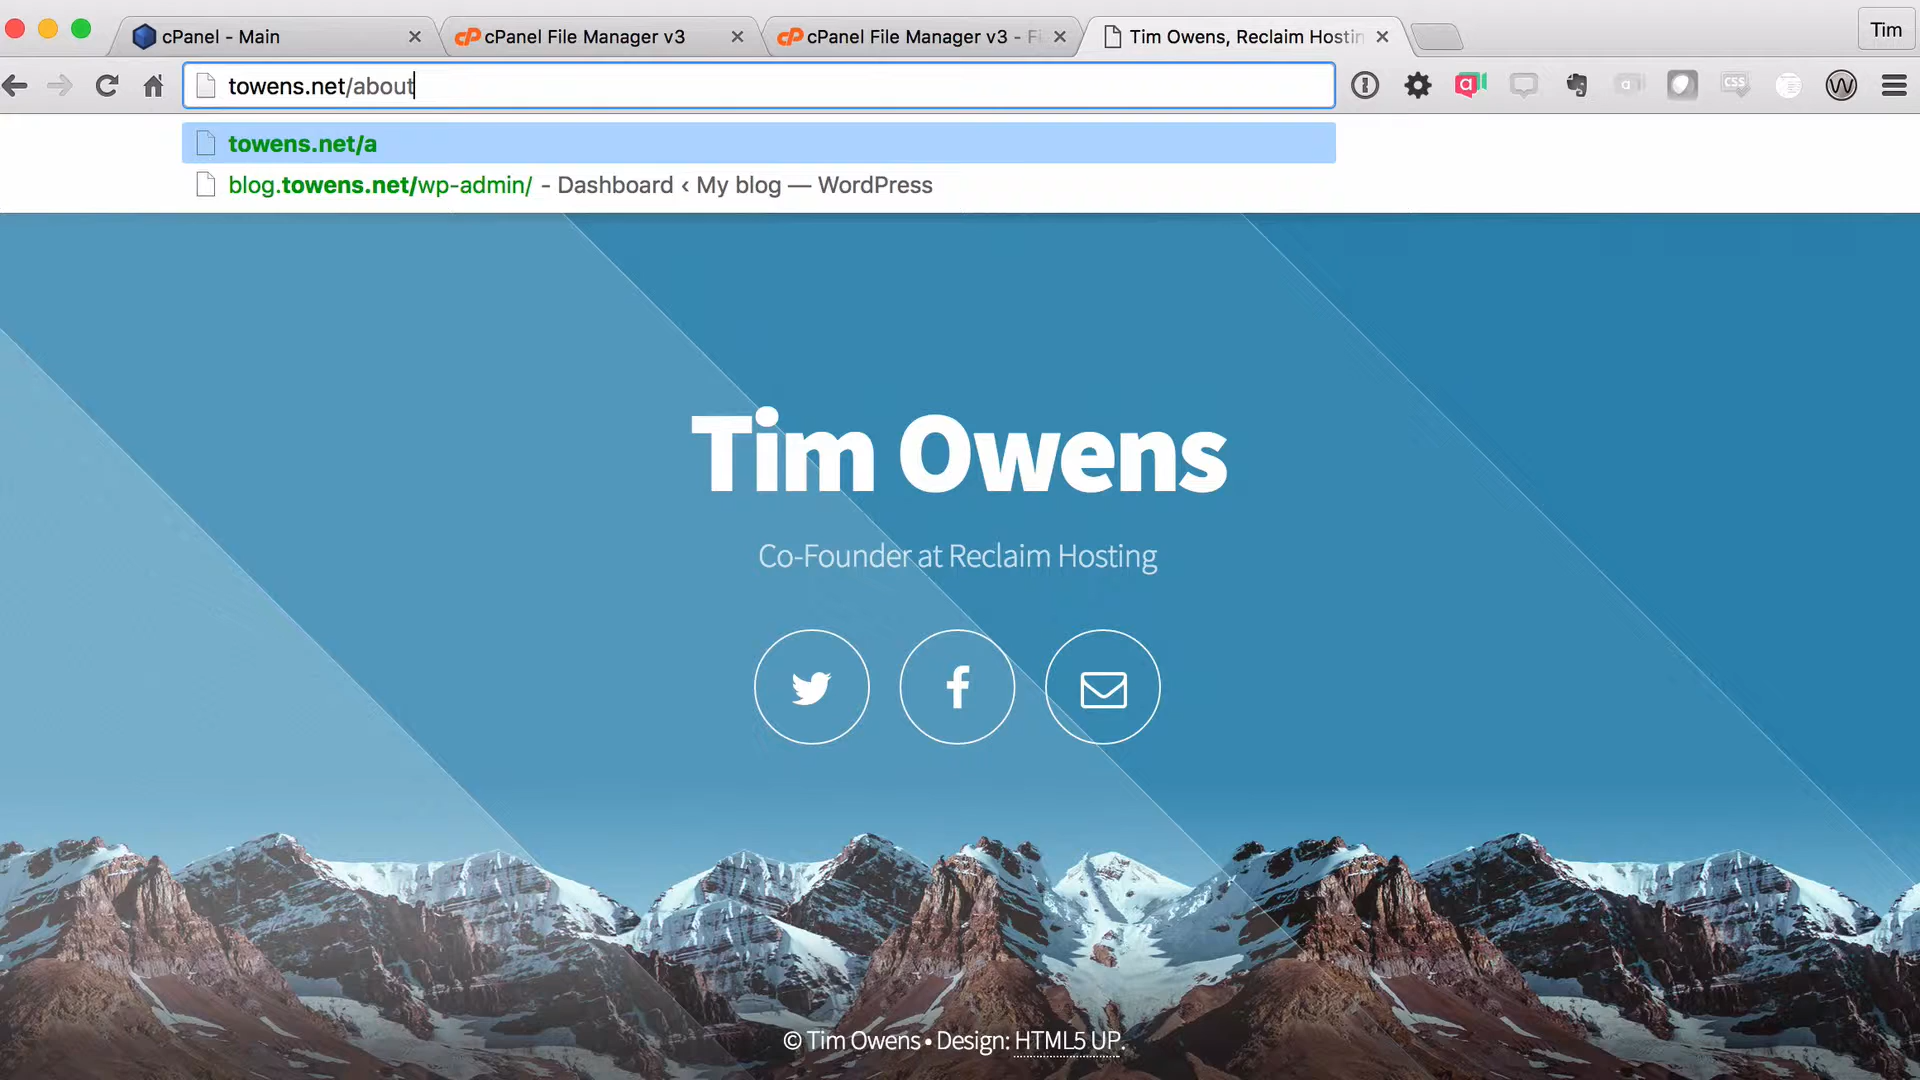 cPanel - Main
cPanel File Manager v3
cPanel File Manager v3 - Fi
Tim Owens, Reclaim Hostin
Tim
towens.net/about
towens.net/a
blog.towens.net/wp-admin/ - Dashboard ‹ My blog — WordPress
Tim Owens
Co-Founder at Reclaim Hosting
© Tim Owens • Design: HTML5 UP.